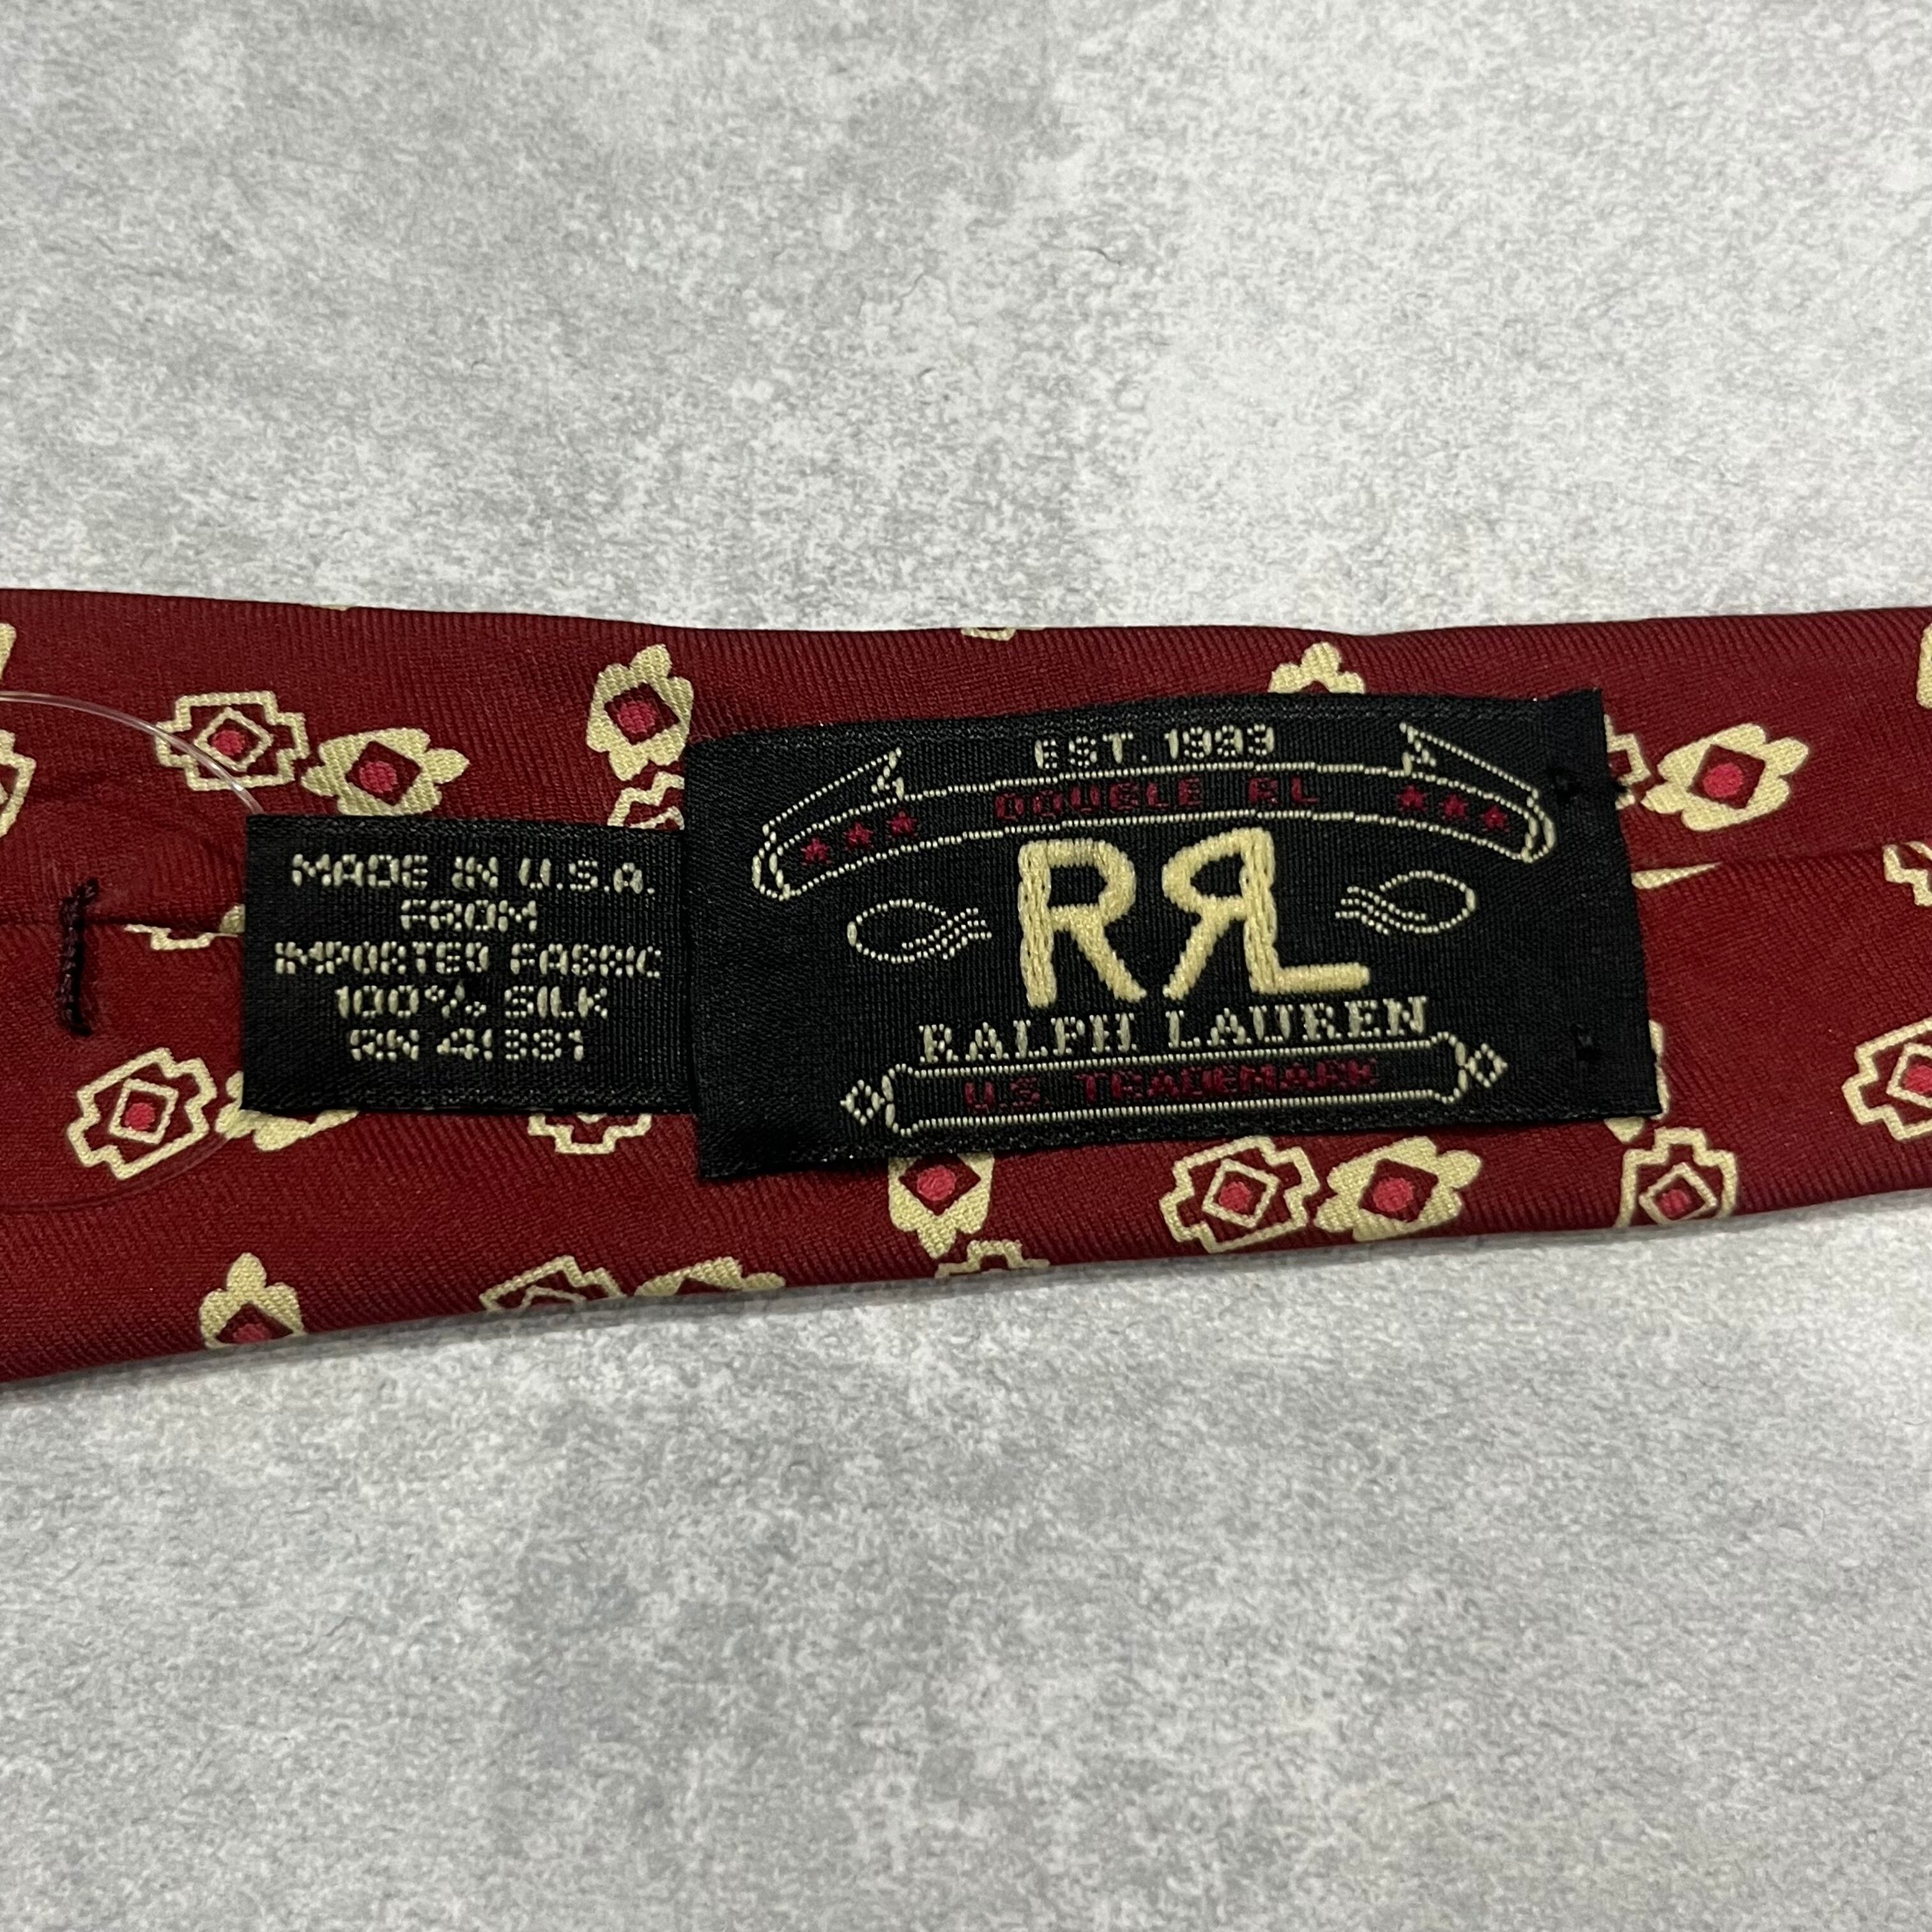 MADE IN U.S.A.
FROM
IMPORTED FABRIC
100% SILK
RN 41381
EST. 1993
DOUBLE RL
RRL
RALPH LAUREN
U.S. TRADEMARK